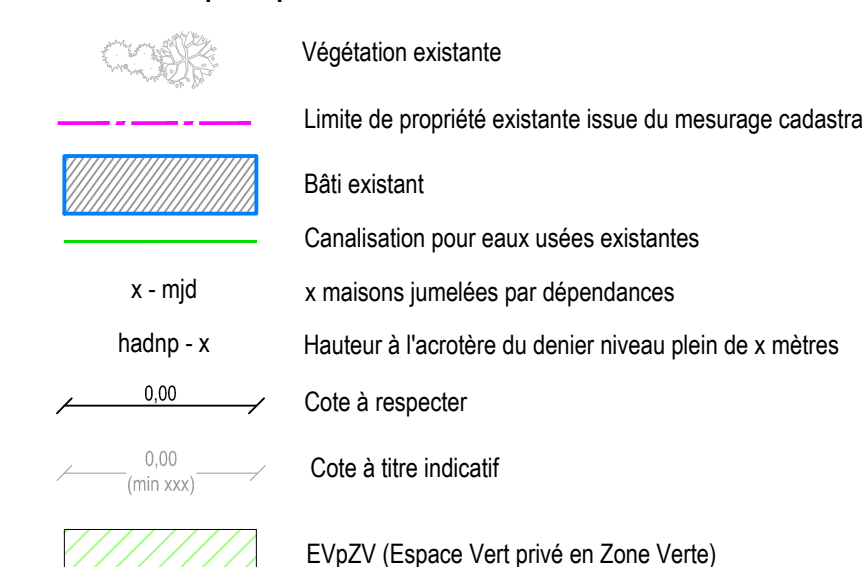 Végétation existante
Limite de propriété existante issue du mesurage cadastra
Bâti existant
Canalisation pour eaux usées existantes
x - mjd x maisons jumelées par dépendances
hadnp - x Hauteur à l'acrotère du denier niveau plein de x mètres
0,00 Cote à respecter
0,00
(min xxx) Cote à titre indicatif
EVpZV (Espace Vert privé en Zone Verte)